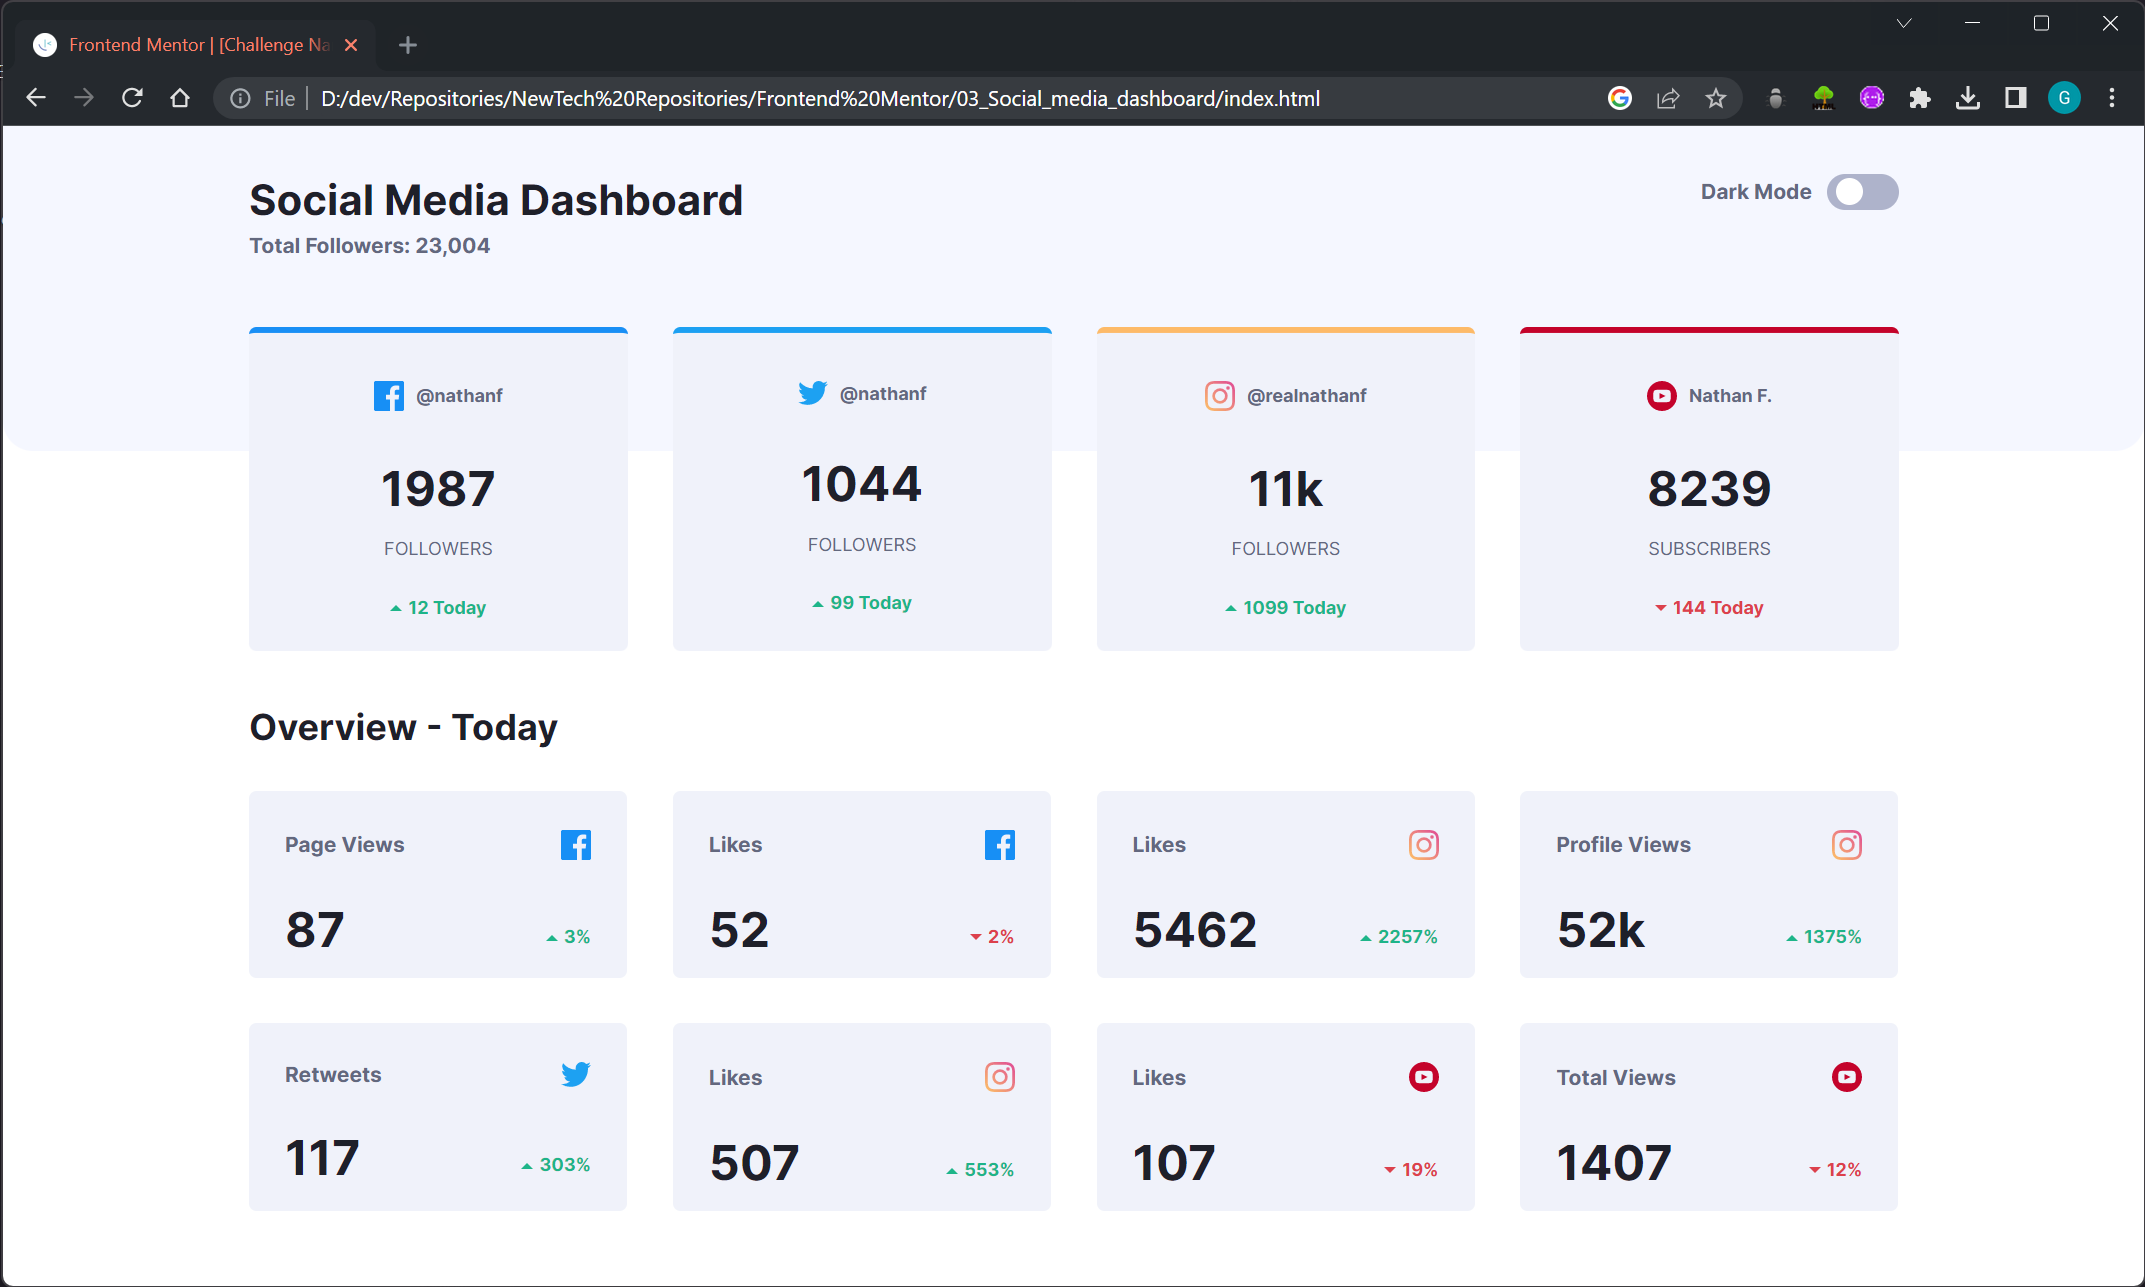 Frontend Mentor | [Challenge Na
File
D:/dev/Repositories/NewTech%20Repositories/Frontend%20Mentor/03_Social_media_dashboard/index.html
G
Social Media Dashboard
Total Followers: 23,004
Dark Mode
@nathanf
1987
FOLLOWERS
12 Today
@nathanf
1044
FOLLOWERS
99 Today
@realnathanf
11k
FOLLOWERS
1099 Today
Nathan F.
8239
SUBSCRIBERS
144 Today
Overview - Today
Page Views
87
3%
Likes
52
2%
Likes
5462
2257%
Profile Views
52k
1375%
Retweets
117
303%
Likes
507
553%
Likes
107
19%
Total Views
1407
12%